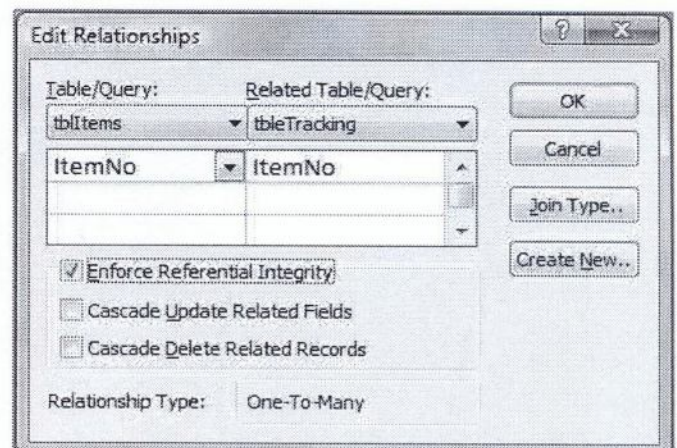 Edit Relationships
Table/Query:
Related Table/Query:
tblItems
tbleTracking
ItemNo
ItemNo
Enforce Referential Integrity
Cascade Update Related Fields
Cascade Delete Related Records
Relationship Type:
One-To-Many
OK
Cancel
Join Type..
Create New..